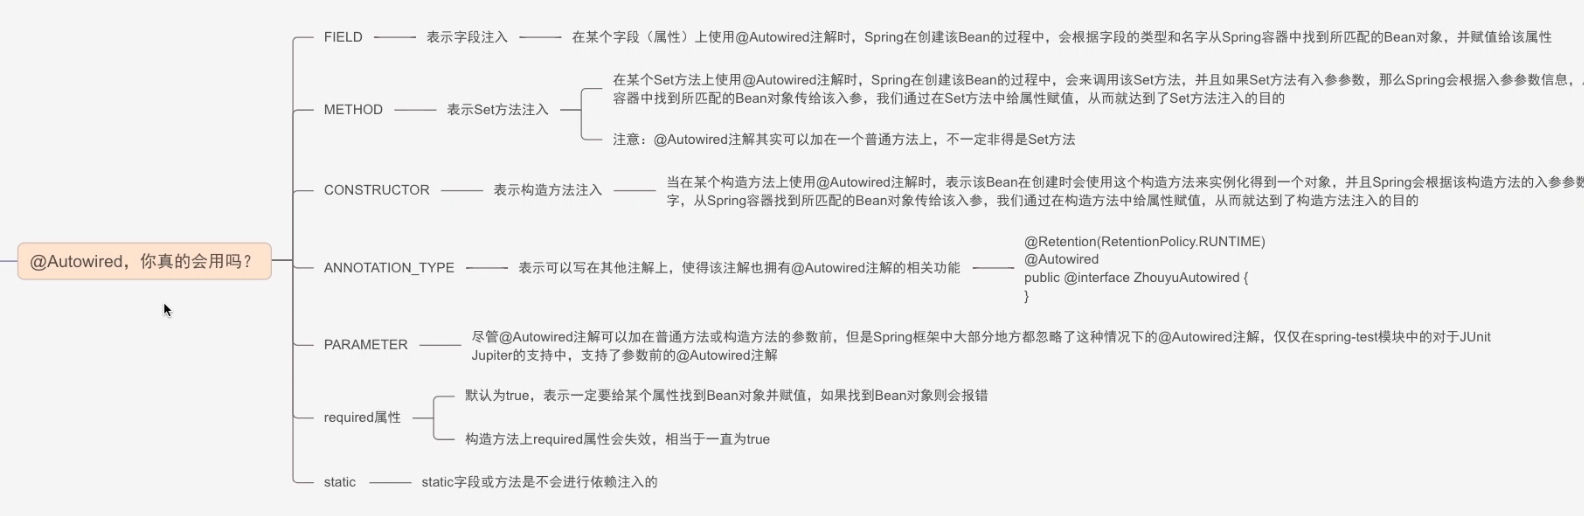 @Autowired，你真的会用吗？
FIELD
表示字段注入
在某个字段（属性）上使用@Autowired注解时，Spring在创建该Bean的过程中，会根据字段的类型和名字从Spring容器中找到所匹配的Bean对象，并赋值给该属性
METHOD
表示Set方法注入
在某个Set方法上使用@Autowired注解时，Spring在创建该Bean的过程中，会来调用该Set方法，并且如果Set方法有入参参数，那么Spring会根据入参参数信息，
容器中找到所匹配的Bean对象传给该入参，我们通过在Set方法中给属性赋值，从而就达到了Set方法注入的目的
注意：@Autowired注解其实可以加在一个普通方法上，不一定非得是Set方法
CONSTRUCTOR
表示构造方法注入
当在某个构造方法上使用@Autowired注解时，表示该Bean在创建时会使用这个构造方法来实例化得到一个对象，并且Spring会根据该构造方法的入参参数
字，从Spring容器找到所匹配的Bean对象传给该入参，我们通过在构造方法中给属性赋值，从而就达到了构造方法注入的目的
ANNOTATION_TYPE
表示可以写在其他注解上，使得该注解也拥有@Autowired注解的相关功能
@Retention(RetentionPolicy.RUNTIME)
@Autowired
public @interface ZhouyuAutowired {
}
PARAMETER
尽管@Autowired注解可以加在普通方法或构造方法的参数前，但是Spring框架中大部分地方都忽略了这种情况下的@Autowired注解，仅仅在spring-test模块中的对于JUnit
Jupiter的支持中，支持了参数前的@Autowired注解
required属性
默认为true，表示一定要给某个属性找到Bean对象并赋值，如果找到Bean对象则会报错
构造方法上required属性会失效，相当于一直为true
static
static字段或方法是不会进行依赖注入的